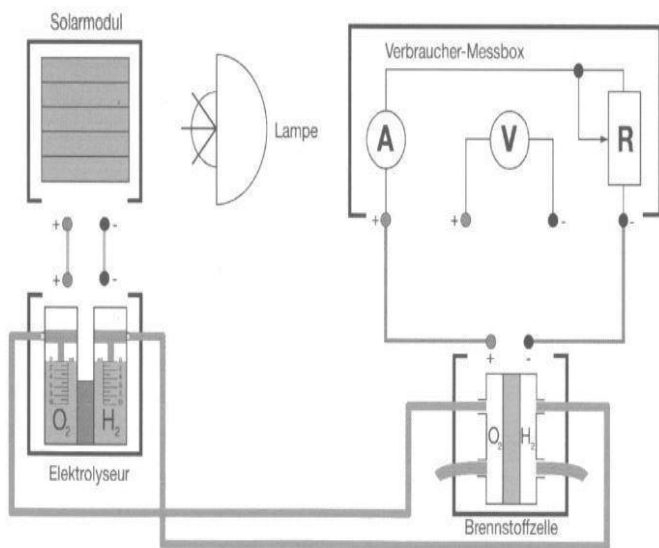 Solarmodul
Lampe
Verbraucher-Messbox
A
V
R
+ -
+ - + -
+ -
O2 H2
Elektrolyseur
+ -
O2 H2
Brennstoffzelle